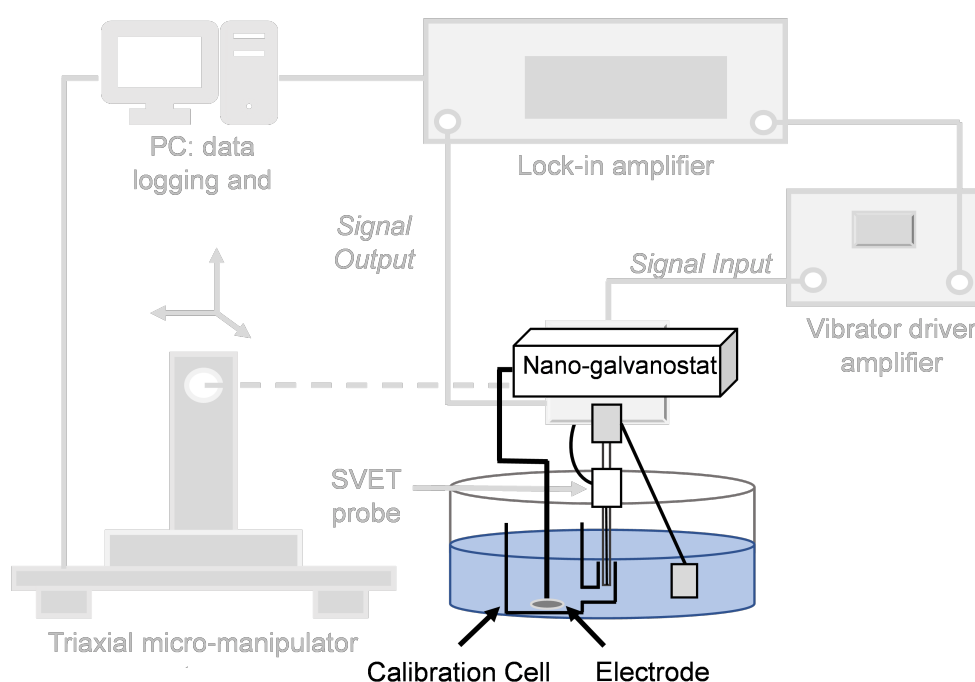 PC: data
logging and
Lock-in amplifier
Signal
Output
Signal Input
Vibrator driver
amplifier
Nano-galvanostat
SVET
probe
Triaxial micro-manipulator
Calibration Cell
Electrode